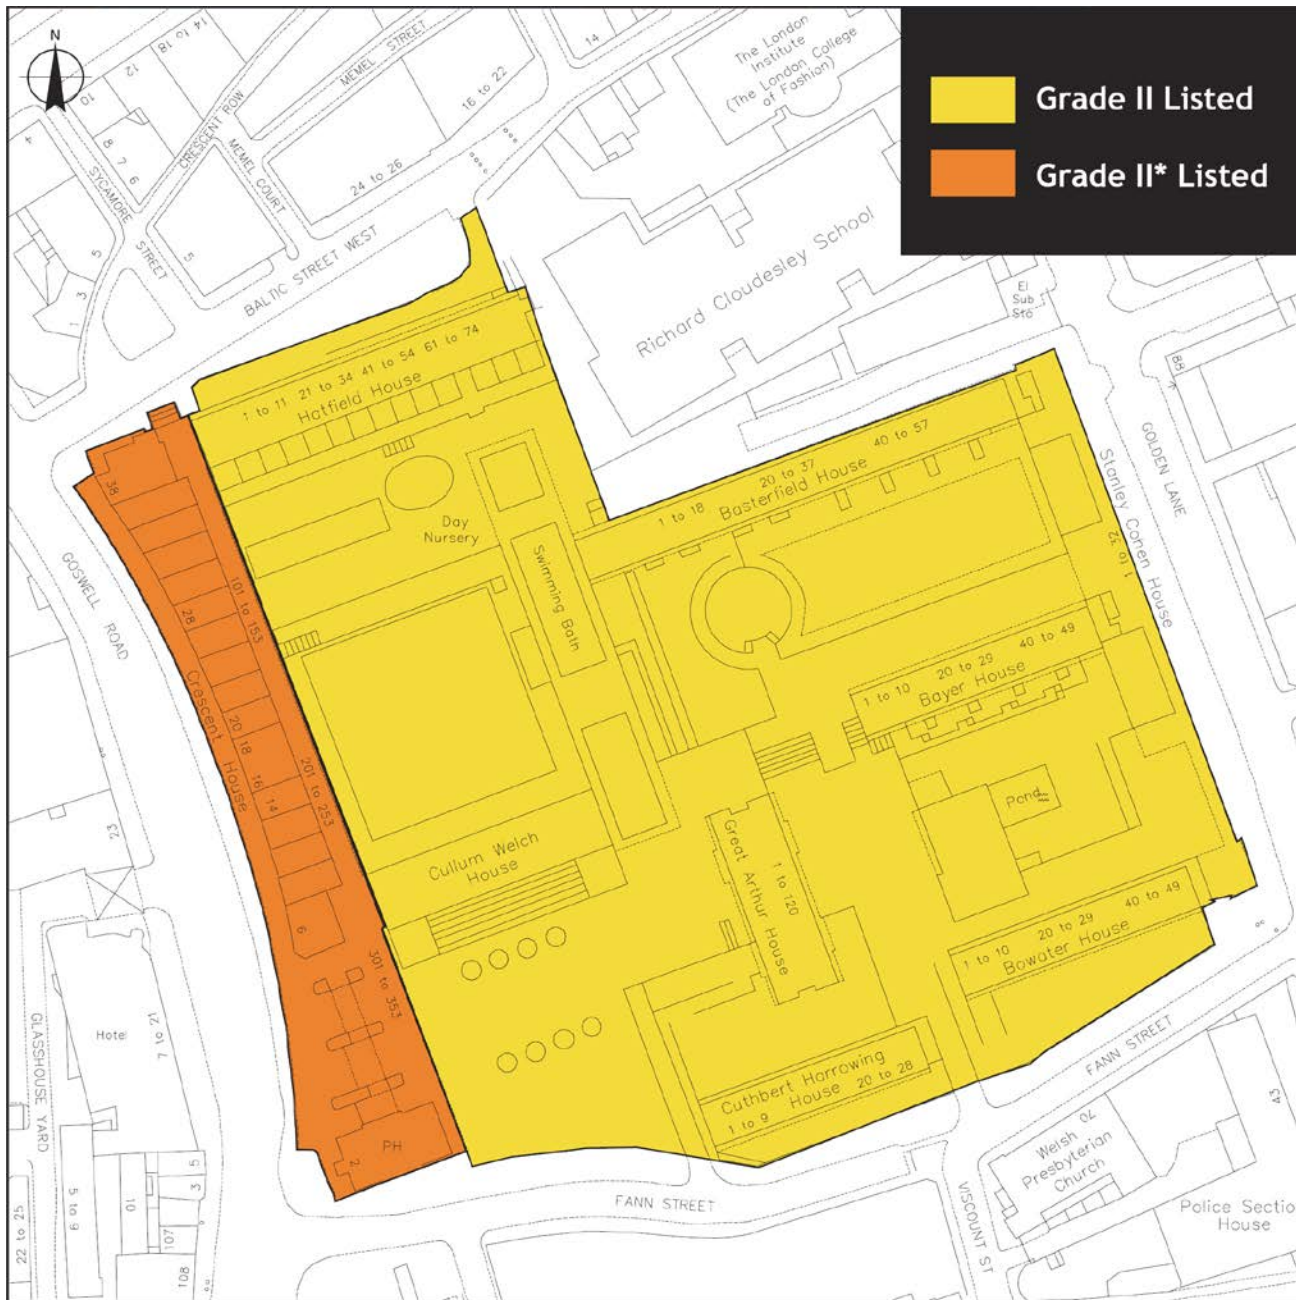 N
Grade II Listed
Grade II* Listed
14 to 18
12
10
4
8
7
6
5
3
1
5
14
16 to 22
24 to 26
MEMEL STREET
CRESCENT ROW
MEMEL COURT
SYCAMORE
STREET
BALTIC STREET WEST
The London
Institute
(The London College
of Fashion)
Richard Cloudesley School
El
Sub
Sta
88
GOLDEN LANE
Stanley Conen House
1 to 32
1 to 11 21 to 34 41 to 54 61 to 74
Hatfield House
Day
Nursery
Swimming Bath
1 to 18 20 to 37 40 to 57
Basterfield House
1 to 10 20 to 29 40 to 49
Bayer House
Pond
38
28
101 to 153
Crescent House
20
18
16
14
201 to 253
6
301 to 353
PH
2
GOSWELL ROAD
23
Cullum Welch
House
Great Arthur House
1 to 120
1 to 10 20 to 29 40 to 49
Bowater House
Cuthbert Harrowing
House
1 to 9 20 to 28
FANN STREET
FANN STREET
VISCOUNT ST
70
Welsh
Presbyterian
Church
43
Police Sectio
House
Hotel
7 to 21
GLASSHOUSE YARD
5 to 6
22 to 25
10
5
3
107
108